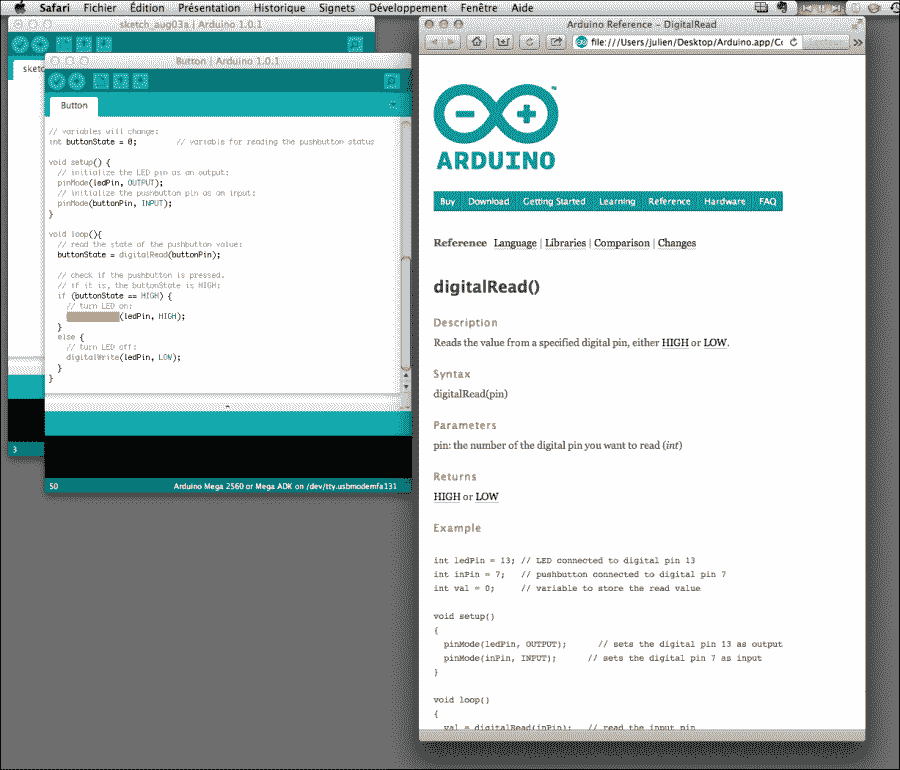 Safari Fichier Édition Présentation Historique Signets Développement Fenêtre Aide
sketch_aug03a | Arduino 1.0.1
sketc
3
Button | Arduino 1.0.1
Button
// variables will change:
int buttonState = 0; // variable for reading the pushbutton status
void setup() {
// initialize the LED pin as an output:
pinMode(ledPin, OUTPUT);
// initialize the pushbutton pin as an input:
pinMode(buttonPin, INPUT);
}
void loop(){
// read the state of the pushbutton value:
buttonState = digitalRead(buttonPin);
// check if the pushbutton is pressed.
// if it is, the buttonState is HIGH:
if (buttonState == HIGH) {
// turn LED on:
(ledPin, HIGH);
}
else {
// turn LED off:
digitalWrite(ledPin, LOW);
}
}
50 Arduino Mega 2560 or Mega ADK on /dev/tty.usbmodemfa131
Arduino Reference - DigitalRead
file:///Users/julien/Desktop/Arduino.app/Co
ARDUINO
Buy Download Getting Started Learning Reference Hardware FAQ
Reference Language | Libraries | Comparison | Changes
digitalRead()
Description
Reads the value from a specified digital pin, either HIGH or LOW.
Syntax
digitalRead(pin)
Parameters
pin: the number of the digital pin you want to read (int)
Returns
HIGH or LOW
Example
int ledPin = 13; // LED connected to digital pin 13
int inPin = 7; // pushbutton connected to digital pin 7
int val = 0; // variable to store the read value
void setup()
{
pinMode(ledPin, OUTPUT); // sets the digital pin 13 as output
pinMode(inPin, INPUT); // sets the digital pin 7 as input
}
void loop()
{
val = digitalRead(inPin); // read the input pin